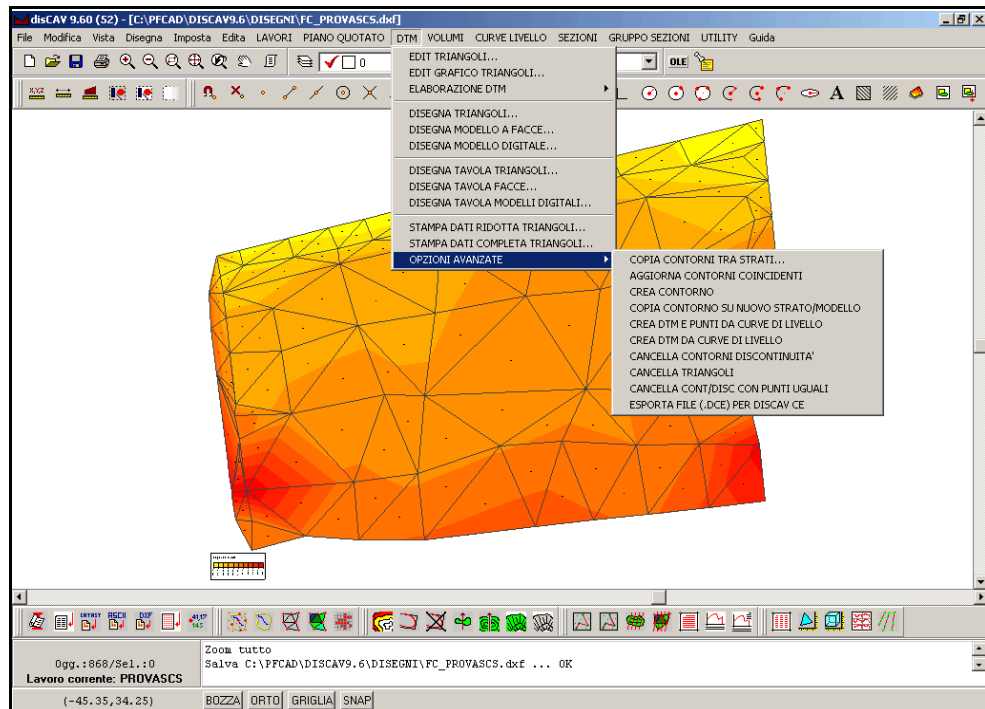 disCAV 9.60 (52) - [C:\PFCAD\DISCAV9.6\DISEGNI\FC_PROVASCS.dxf]
File Modifica Vista Disegna Imposta Edita LAVORI PIANO QUOTATO DTM VOLUMI CURVE LIVELLO SEZIONI GRUPPO SEZIONI UTILITY Guida
0
OLE
X,Y,Z
A
EDIT TRIANGOLI...
EDIT GRAFICO TRIANGOLI...
ELABORAZIONE DTM
DISEGNA TRIANGOLI...
DISEGNA MODELLO A FACCE...
DISEGNA MODELLO DIGITALE...
DISEGNA TAVOLA TRIANGOLI...
DISEGNA TAVOLA FACCE...
DISEGNA TAVOLA MODELLI DIGITALI...
STAMPA DATI RIDOTTA TRIANGOLI...
STAMPA DATI COMPLETA TRIANGOLI...
OPZIONI AVANZATE
COPIA CONTORNI TRA STRATI...
AGGIORNA CONTORNI COINCIDENTI
CREA CONTORNO
COPIA CONTORNO SU NUOVO STRATO/MODELLO
CREA DTM E PUNTI DA CURVE DI LIVELLO
CREA DTM DA CURVE DI LIVELLO
CANCELLA CONTORNI DISCONTINUITA'
CANCELLA TRIANGOLI
CANCELLA CONT/DISC CON PUNTI UGUALI
ESPORTA FILE (.DCE) PER DISCAV CE
ASCII DXF
Zoom tutto
Salva C:\PFCAD\DISCAV9.6\DISEGNI\FC_PROVASCS.dxf ... OK
Ogg.:868/Sel.:0
Lavoro corrente: PROVASCS
(-45.35,34.25) BOZZA ORTO GRIGLIA SNAP